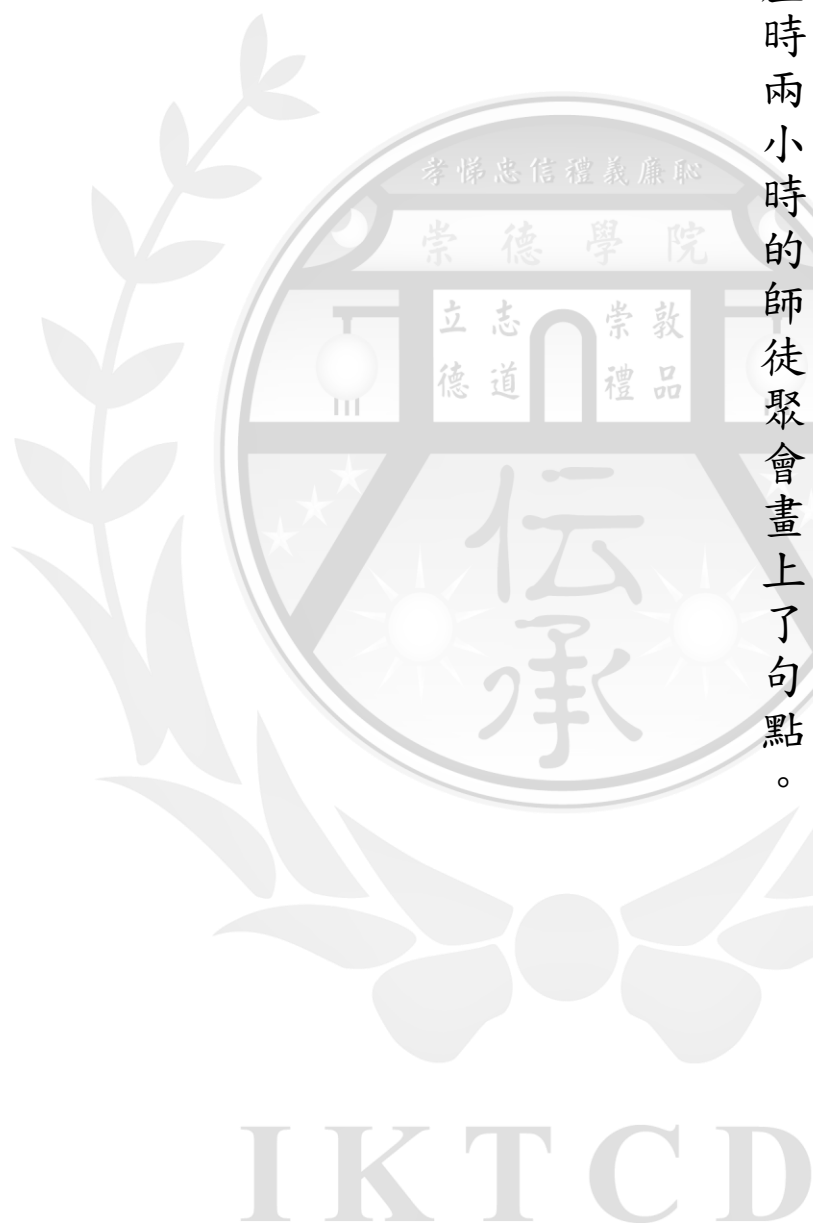 時兩小時的師徒聚會畫上了句點。
孝悌忠信禮義廉恥
崇德學院
立志 崇敦
德道 禮品
伝承
IKTCD